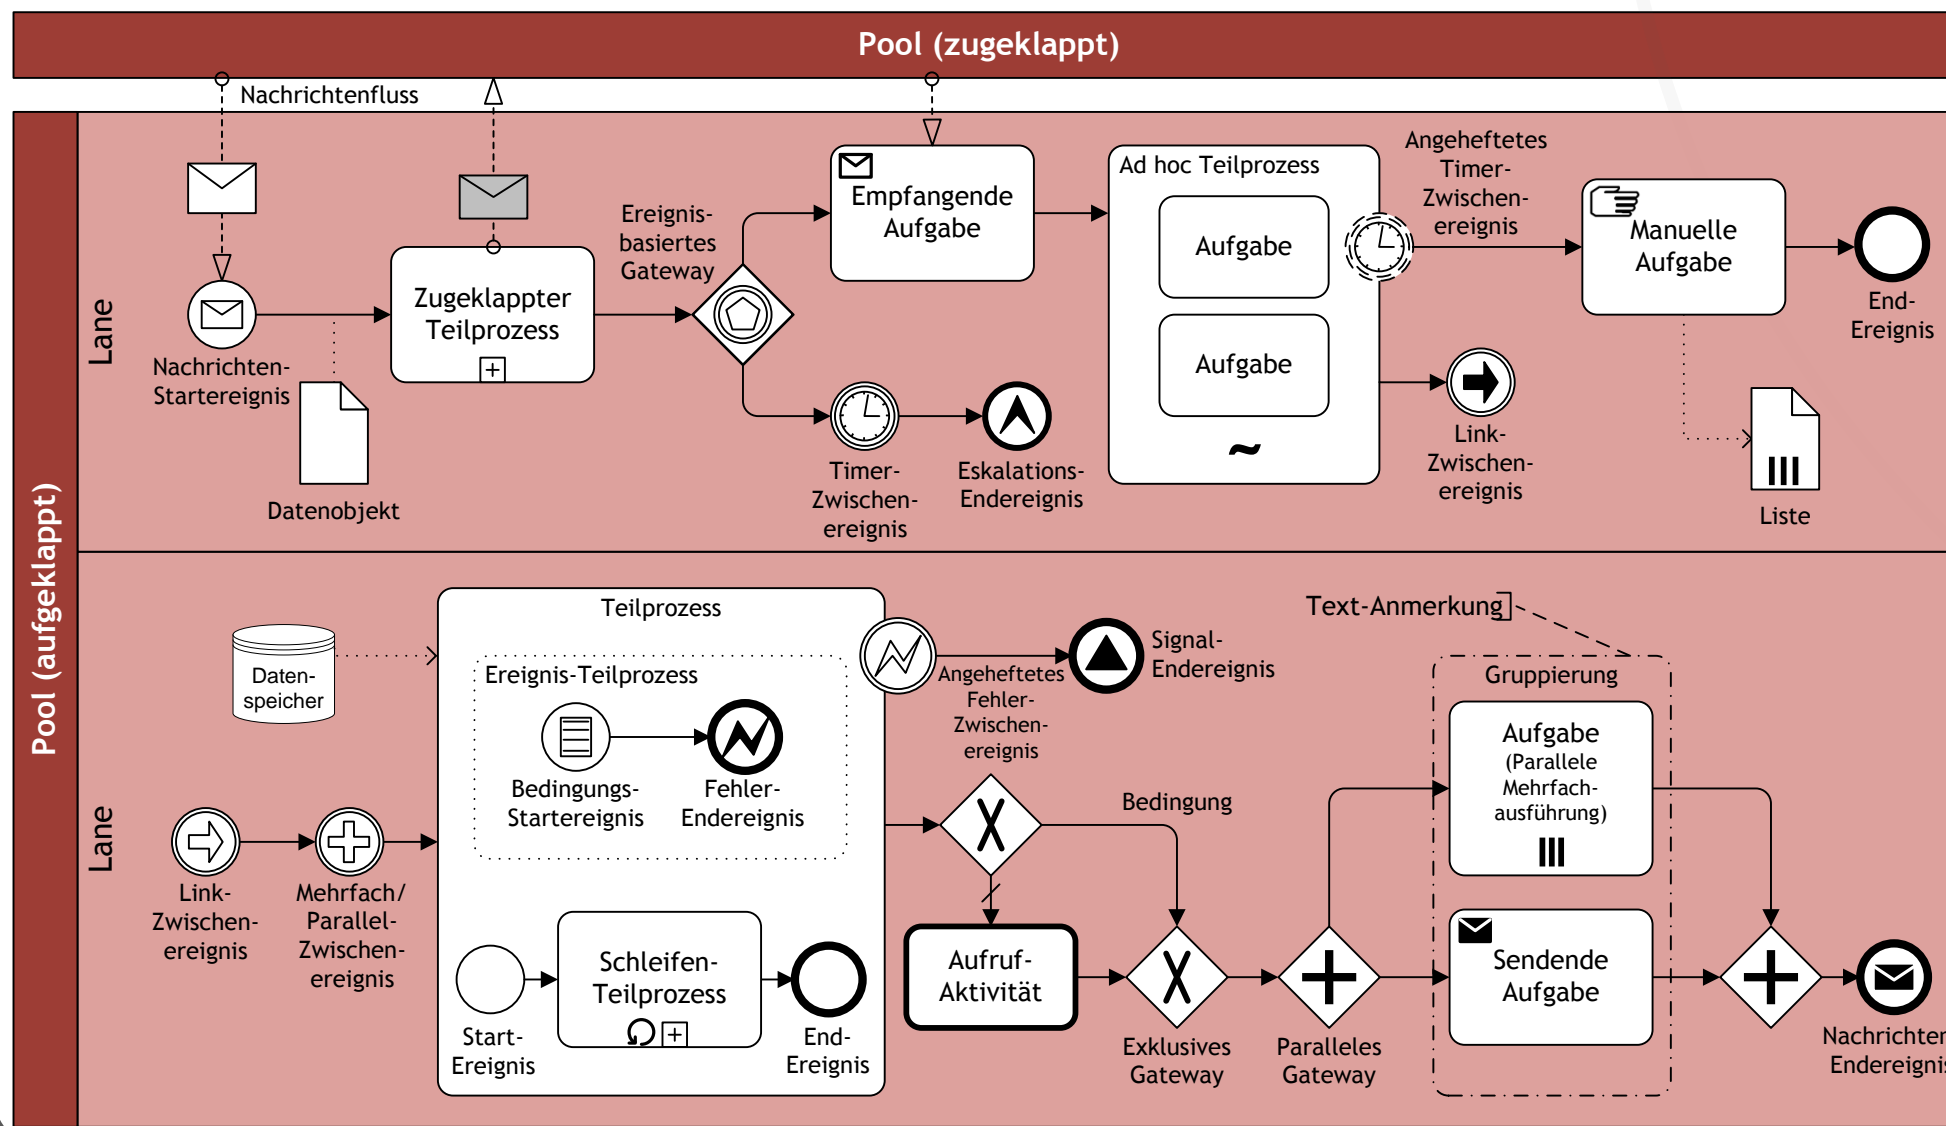 Pool (zugeklappt)
Nachrichtenfluss
Pool (aufgeklappt)
Lane
Nachrichten-
Startereignis
Datenobjekt
Zugeklappter
Teilprozess
Ereignis-
basiertes
Gateway
Empfangende
Aufgabe
Timer-
Zwischen-
ereignis
Eskalations-
Endereignis
Ad hoc Teilprozess
Aufgabe
Aufgabe
Angeheftetes
Timer-
Zwischen-
ereignis
Link-
Zwischen-
ereignis
Manuelle
Aufgabe
Liste
End-
Ereignis
Lane
Daten-
speicher
Link-
Zwischen-
ereignis
Mehrfach/
Parallel-
Zwischen-
ereignis
Teilprozess
Ereignis-Teilprozess
Bedingungs-
Startereignis
Fehler-
Endereignis
Start-
Ereignis
Schleifen-
Teilprozess
End-
Ereignis
Angeheftetes
Fehler-
Zwischen-
ereignis
Signal-
Endereignis
Bedingung
Aufruf-
Aktivität
Exklusives
Gateway
Paralleles
Gateway
Text-Anmerkung
Gruppierung
Aufgabe
(Parallele
Mehrfach-
ausführung)
Sendende
Aufgabe
Nachrichten
Endereignis